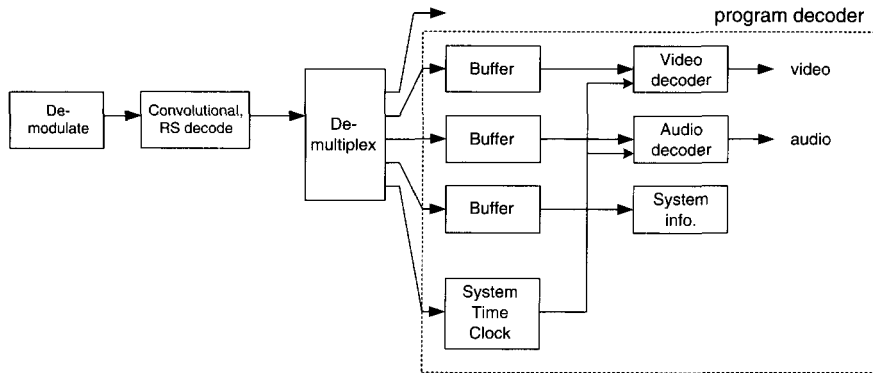 program decoder
De-
modulate
Convolutional,
RS decode
De-
multiplex
Buffer
Video
decoder
video
Buffer
Audio
decoder
audio
Buffer
System
info.
System
Time
Clock